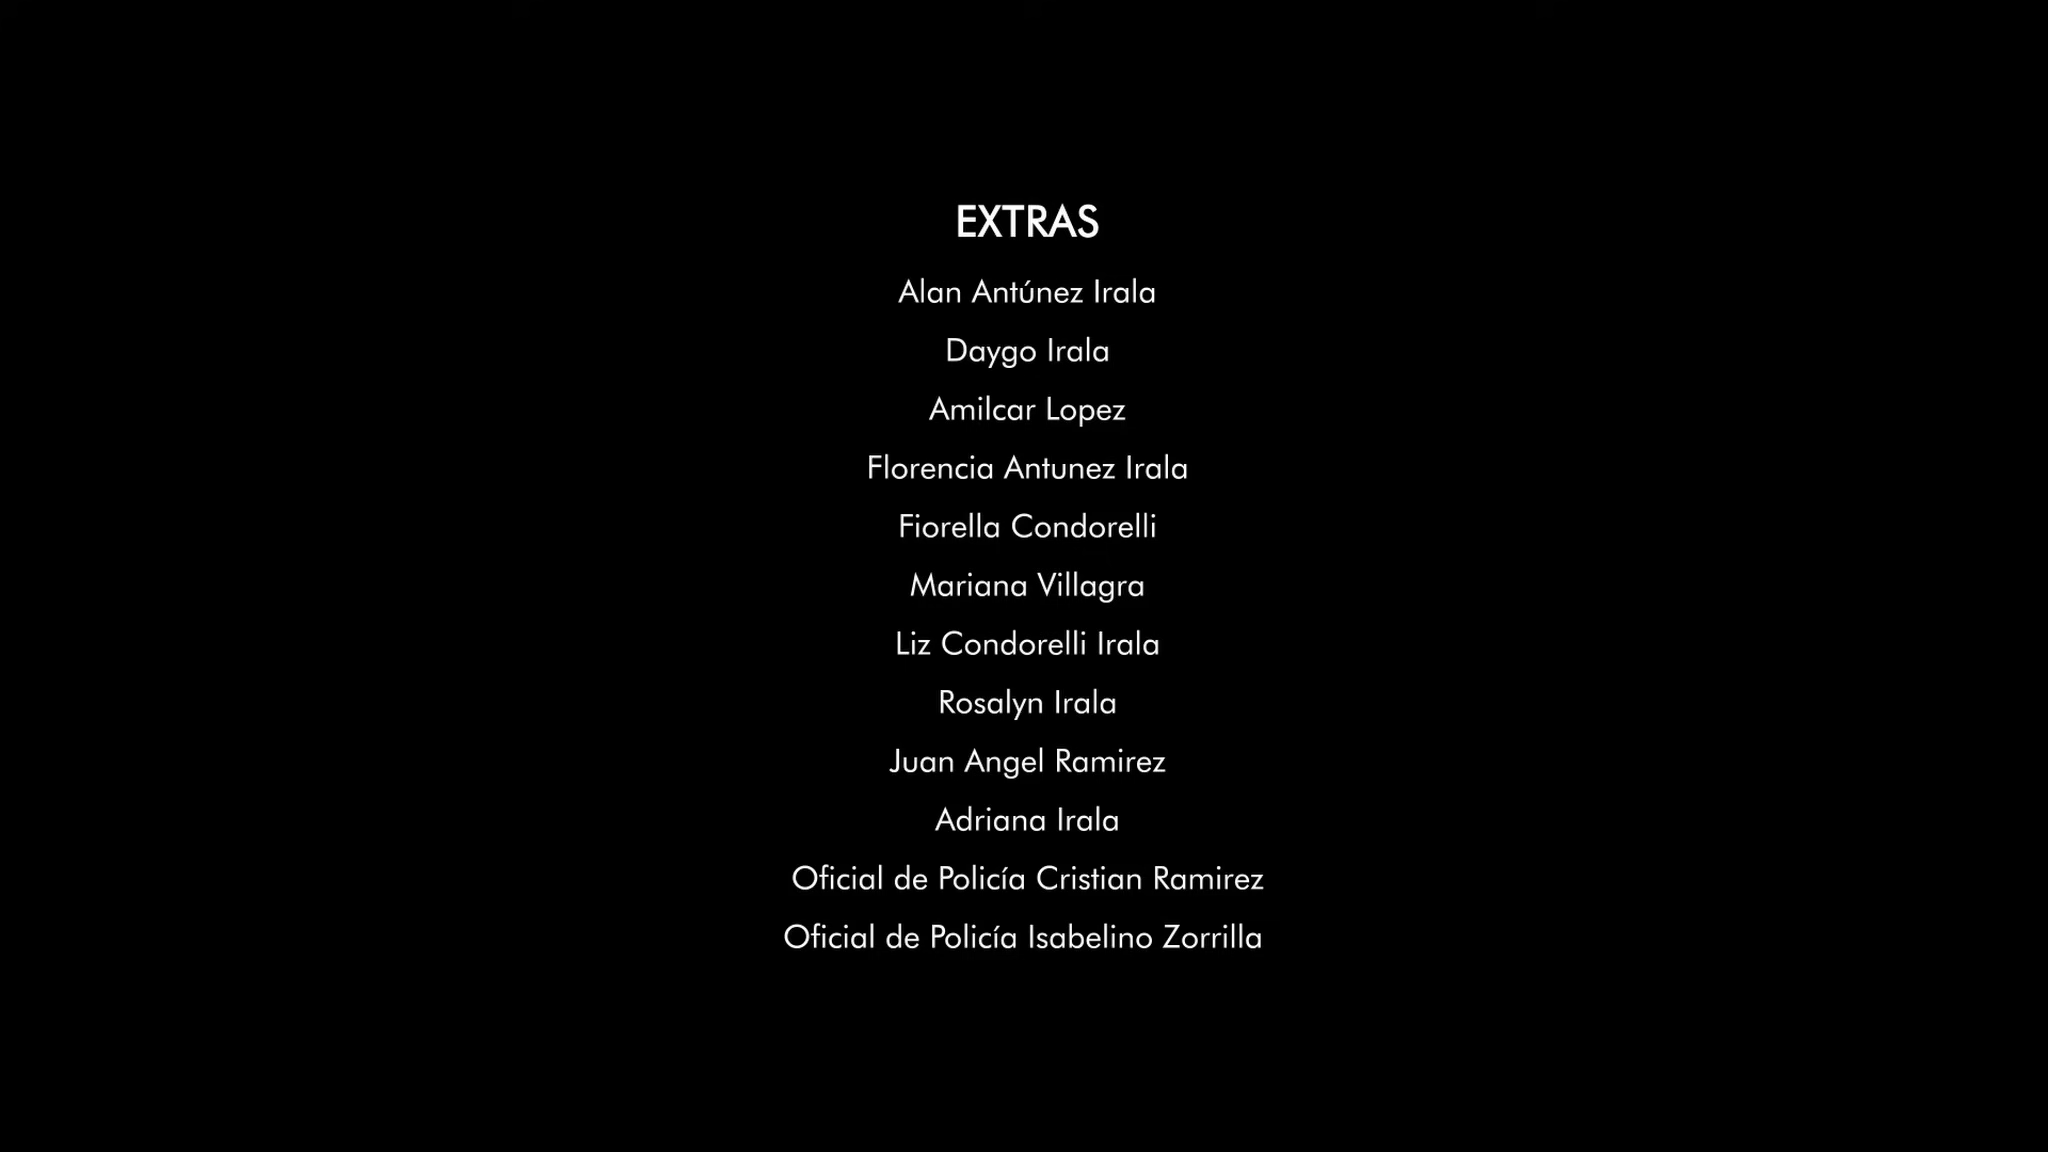 EXTRAS
Alan Antúnez Irala
Daygo Irala
Amilcar Lopez
Florencia Antunez Irala
Fiorella Condorelli
Mariana Villagra
Liz Condorelli Irala
Rosalyn Irala
Juan Angel Ramirez
Adriana Irala
Oficial de Policía Cristian Ramirez
Oficial de Policía Isabelino Zorrilla